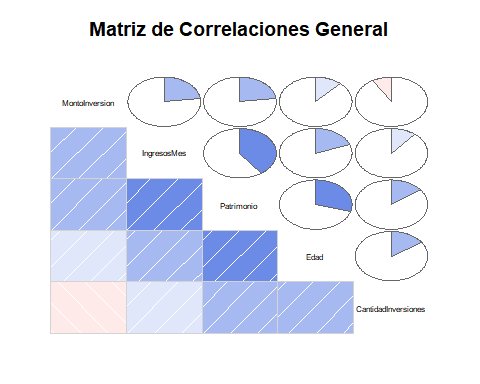 Matriz de Correlaciones General
MontoInversion
IngresosMes
Patrimonio
Edad
CantidadInversiones